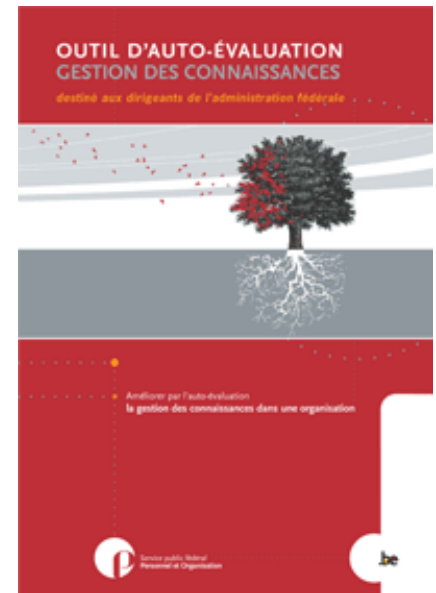 OUTIL D'AUTO-ÉVALUATION
GESTION DES CONNAISSANCES
destiné aux dirigeants de l'administration fédérale
Améliorer par l'auto-évaluation
la gestion des connaissances dans une organisation
Service public fédéral
Personnel et Organisation
.be